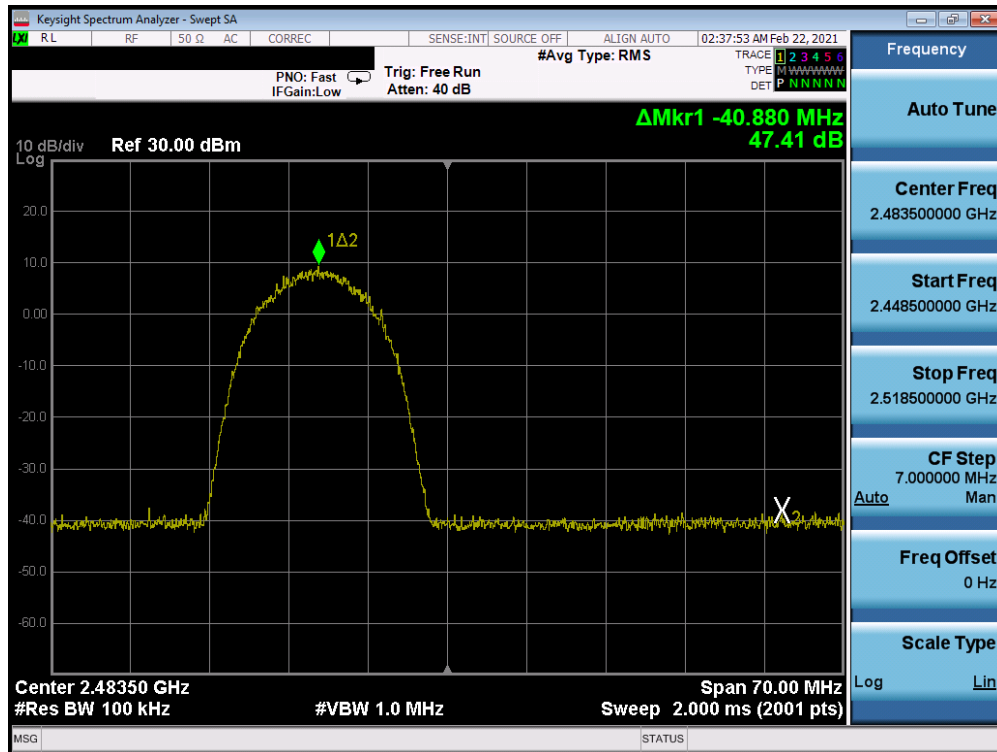 Keysight Spectrum Analyzer - Swept SA
LXI RL RF 50 Ω AC CORREC SENSE:INT SOURCE OFF ALIGN AUTO 02:37:53 AM Feb 22, 2021
#Avg Type: RMS
TRACE 1 2 3 4 5 6
PNO: Fast Trig: Free Run TYPE M WWWWW
IFGain:Low Atten: 40 dB DET P N N N N N
ΔMkr1 -40.880 MHz
47.41 dB
10 dB/div Ref 30.00 dBm
Log
20.0
1Δ2
10.0
0.00
-10.0
-20.0
-30.0
-40.0
X2
-50.0
-60.0
Center 2.48350 GHz Span 70.00 MHz
#Res BW 100 kHz #VBW 1.0 MHz Sweep 2.000 ms (2001 pts)
MSG STATUS
Frequency
Auto Tune
Center Freq
2.483500000 GHz
Start Freq
2.448500000 GHz
Stop Freq
2.518500000 GHz
CF Step
7.000000 MHz
Auto Man
Freq Offset
0 Hz
Scale Type
Log Lin